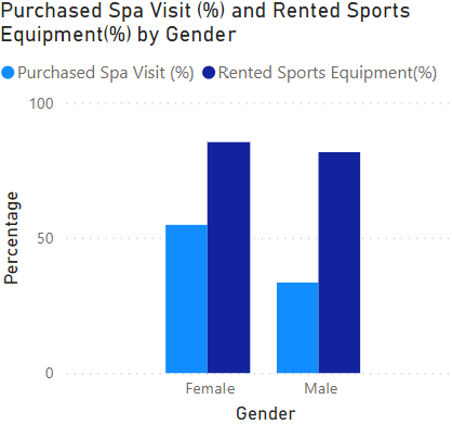 Purchased Spa Visit (%) and Rented Sports
Equipment(%) by Gender
Purchased Spa Visit (%) Rented Sports Equipment(%)
100
50
0
Percentage
Female Male
Gender